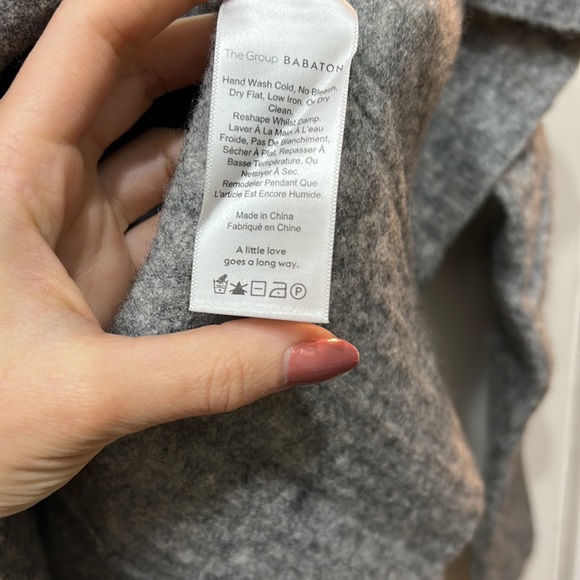 The Group BABATON
Hand Wash Cold, No Bleach,
Dry Flat, Low Iron, Or Dry
Clean.
Reshape Whilst Damp.
Laver À La Main À L'eau
Froide, Pas De Blanchiment,
Sécher À Plat, Repasser À
Basse Température, Ou
Nettoyer À Sec.
Remodeler Pendant Que
L'article Est Encore Humide.
Made in China
Fabriqué en Chine
A little love
goes a long way.
P